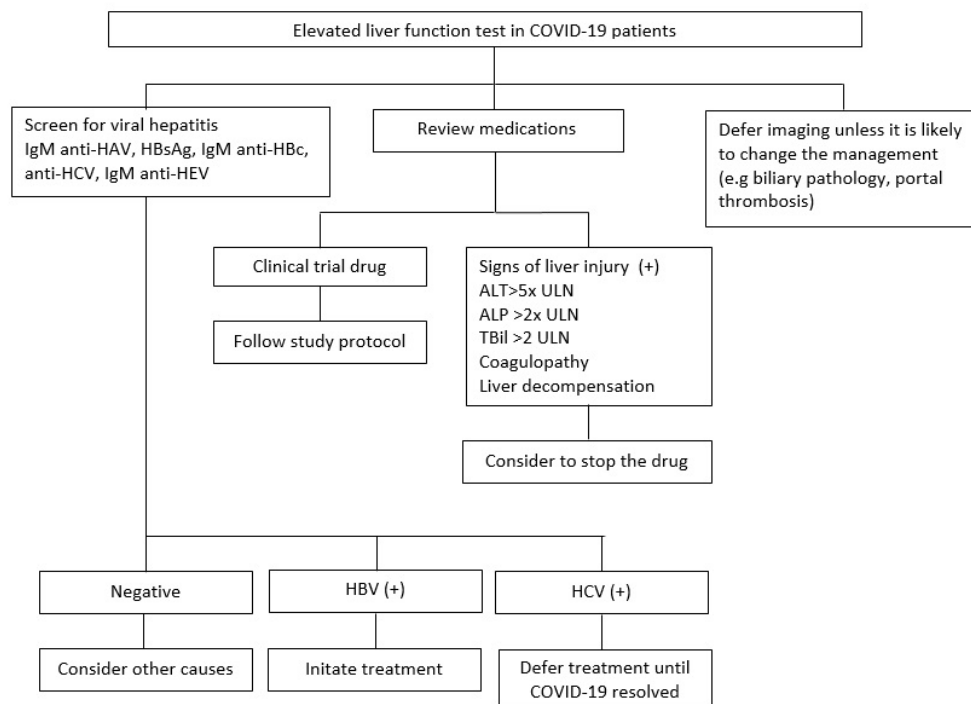 Elevated liver function test in COVID-19 patients
Screen for viral hepatitis
IgM anti-HAV, HBsAg, IgM anti-HBc,
anti-HCV, IgM anti-HEV
Review medications
Defer imaging unless it is likely
to change the management
(e.g biliary pathology, portal
thrombosis)
Clinical trial drug
Follow study protocol
Signs of liver injury (+)
ALT>5x ULN
ALP >2x ULN
TBil >2 ULN
Coagulopathy
Liver decompensation
Consider to stop the drug
Negative
HBV (+)
HCV (+)
Consider other causes
Initate treatment
Defer treatment until
COVID-19 resolved